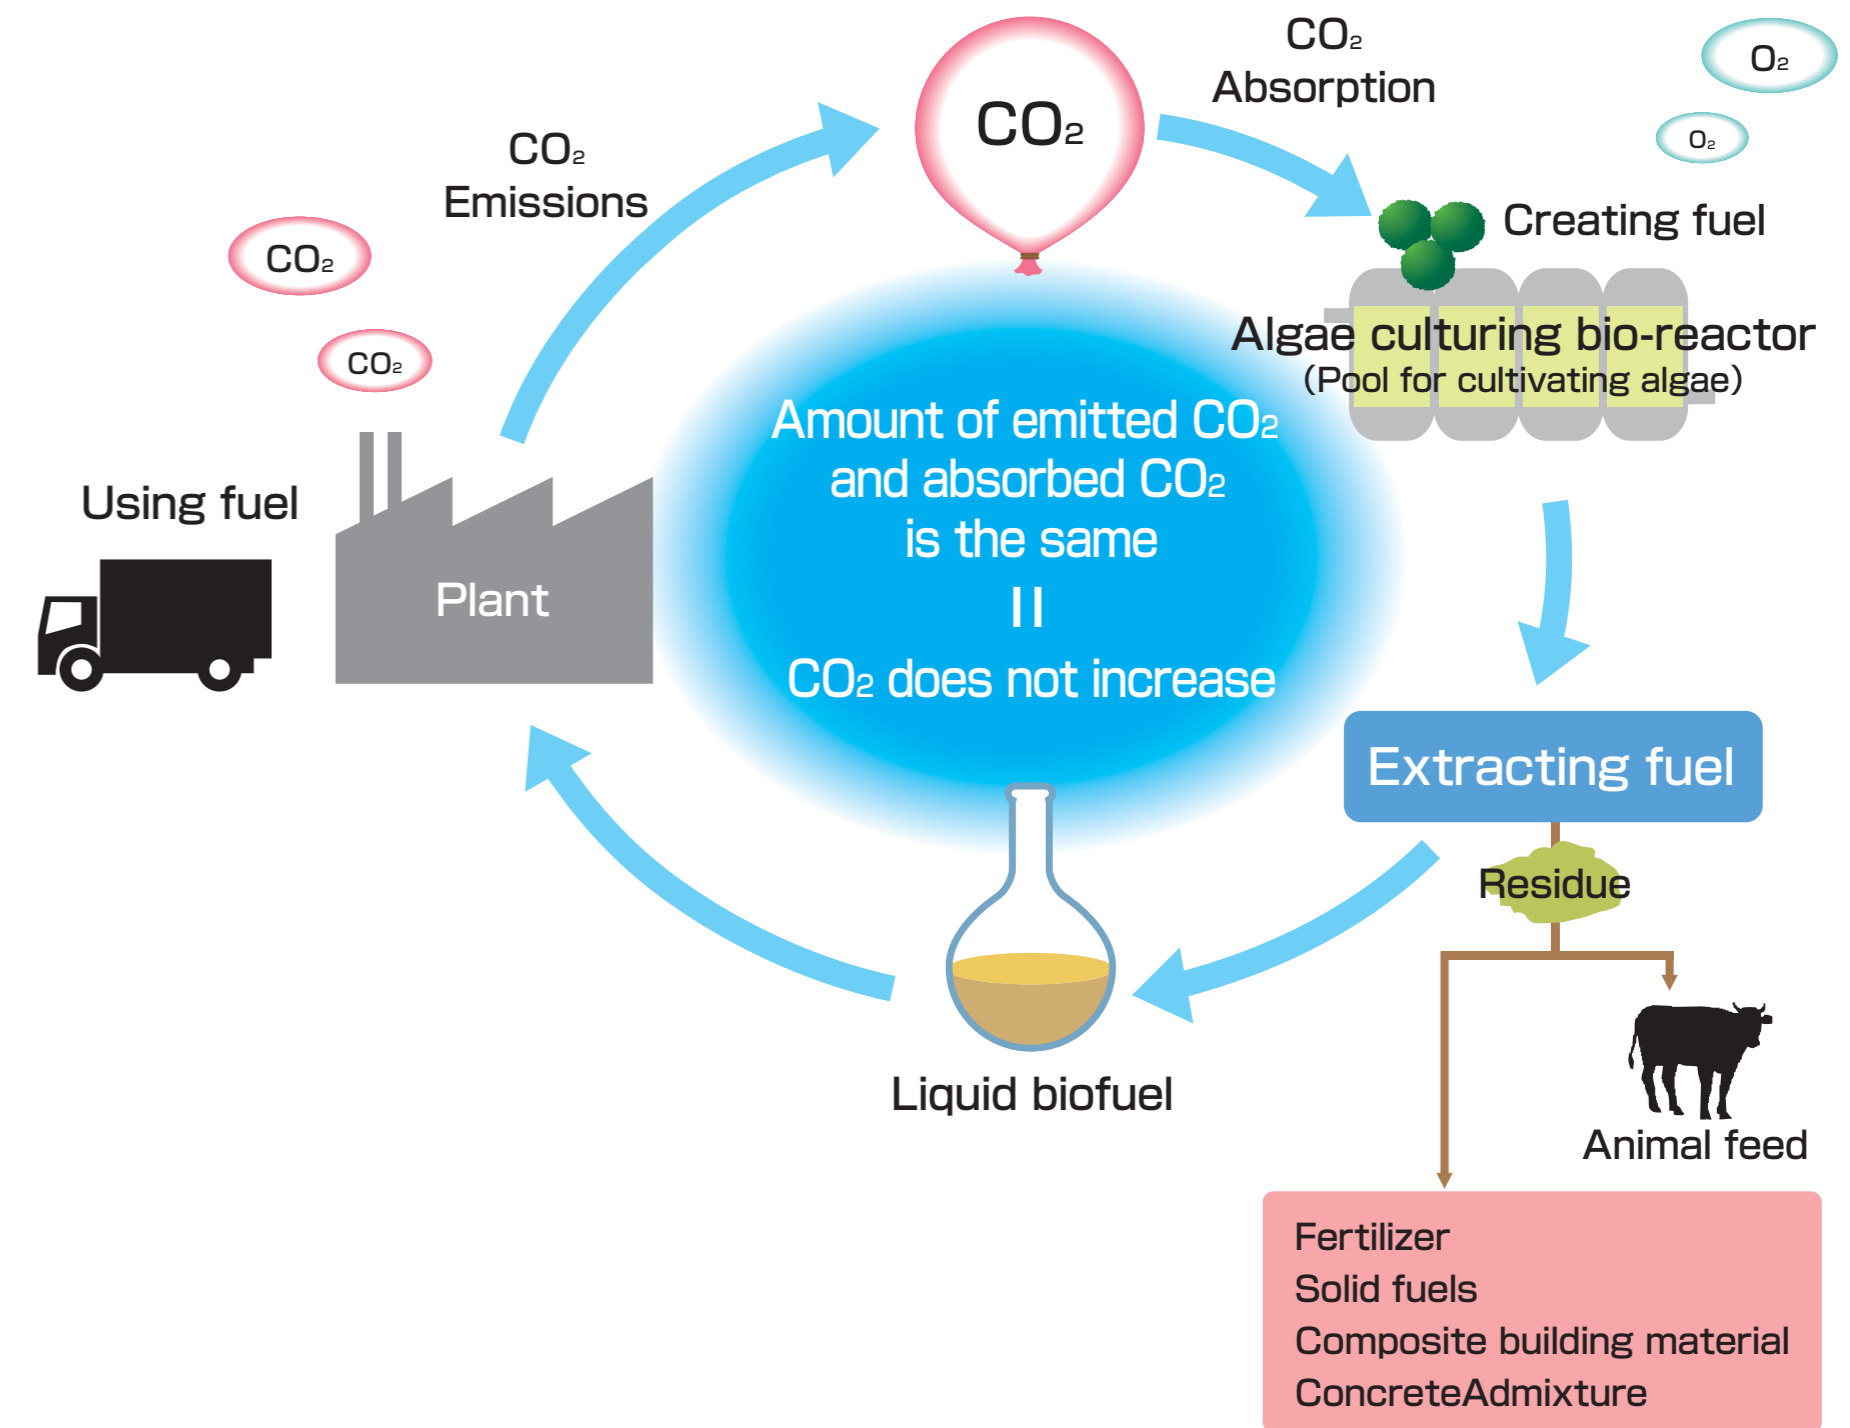 CO₂
Absorption
O₂
O₂
CO₂
CO₂
Emissions
CO₂
CO₂
Creating fuel
Algae culturing bio-reactor
(Pool for cultivating algae)
Amount of emitted CO₂
and absorbed CO₂
is the same
=
CO₂ does not increase
Using fuel
Plant
Extracting fuel
Residue
Liquid biofuel
Animal feed
Fertilizer
Solid fuels
Composite building material
ConcreteAdmixture